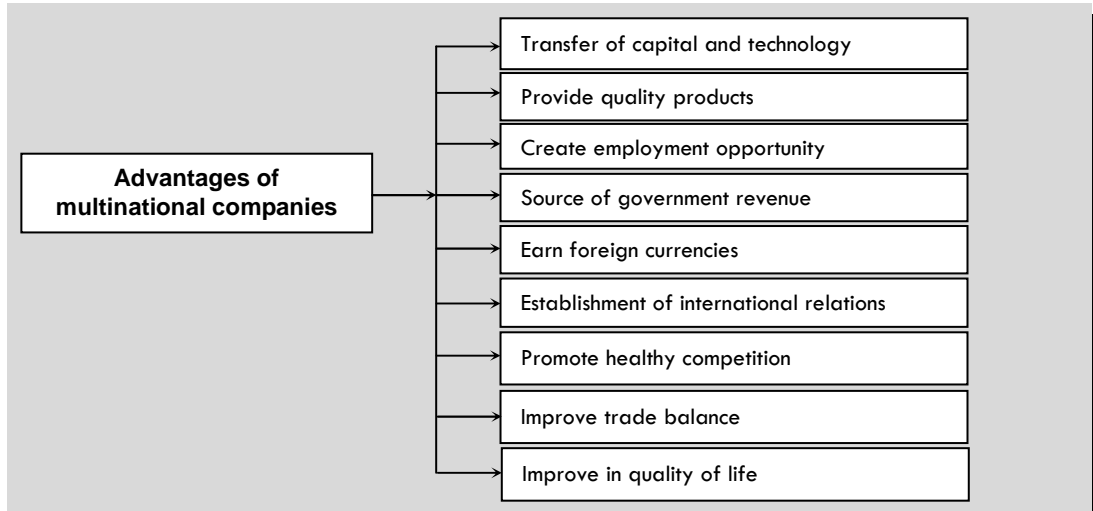 Transfer of capital and technology
Provide quality products
Create employment opportunity
Advantages of
multinational companies
Source of government revenue
Earn foreign currencies
Establishment of international relations
Promote healthy competition
Improve trade balance
Improve in quality of life